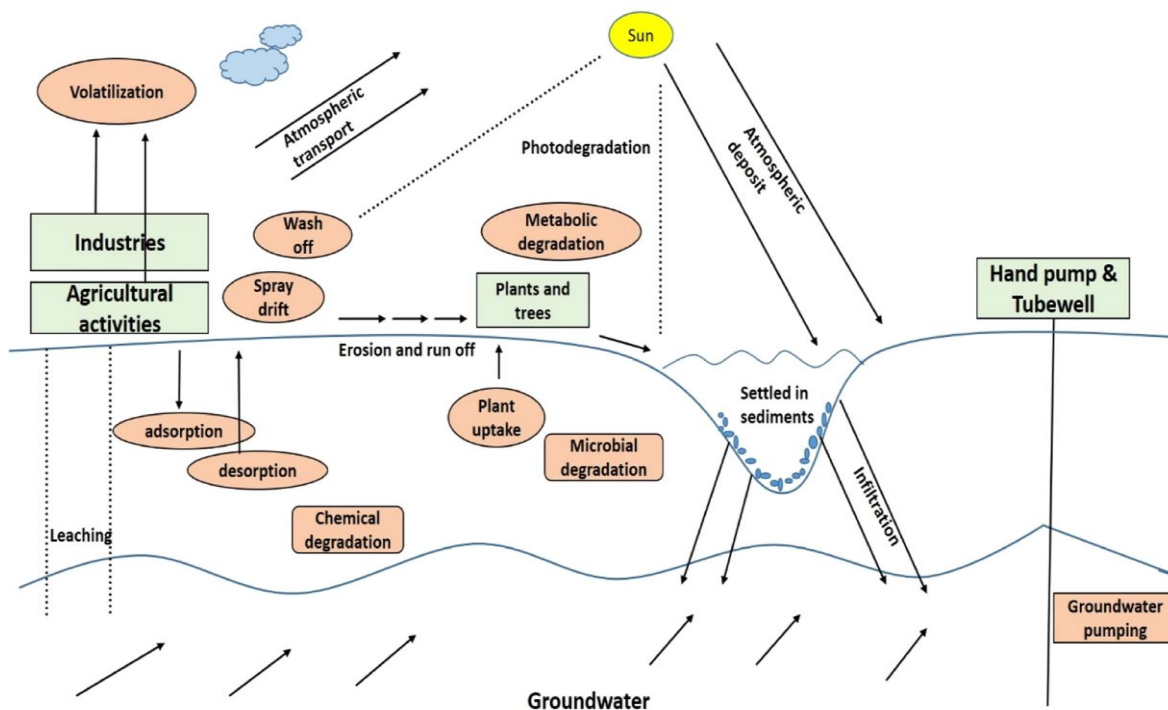 Sun
Volatilization
Atmospheric
transport
Photodegradation
Atmospheric
deposit
Wash
off
Metabolic
degradation
Industries
Agricultural
activities
Spray
drift
Plants and
trees
Hand pump &
Tubewell
Erosion and run off
Settled in
sediments
adsorption
desorption
Plant
uptake
Microbial
degradation
Infiltration
Leaching
Chemical
degradation
Groundwater
pumping
Groundwater